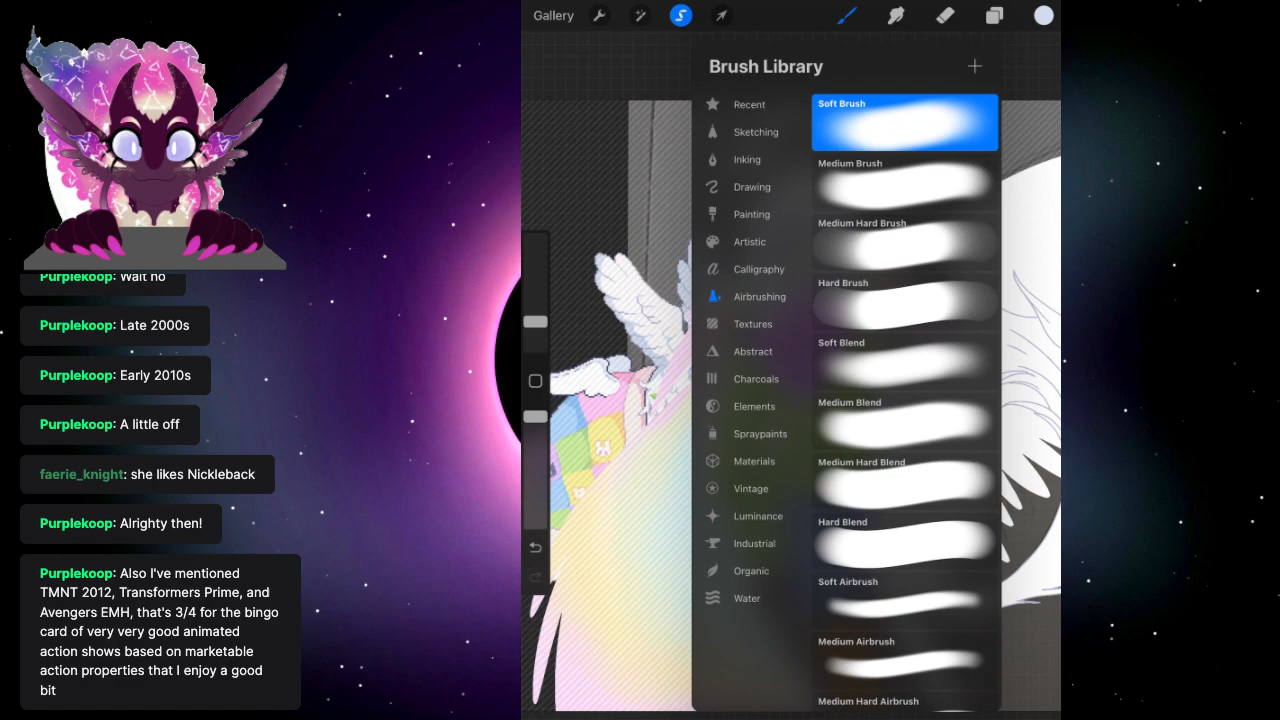 Purplekoop: Wait no
Purplekoop: Late 2000s
Purplekoop: Early 2010s
Purplekoop: A little off
faerie_knight: she likes Nickleback
Purplekoop: Alrighty then!
Purplekoop: Also I've mentioned
TMNT 2012, Transformers Prime, and
Avengers EMH, that's 3/4 for the bingo
card of very very good animated
action shows based on marketable
action properties that I enjoy a good
bit
Gallery
Brush Library
Recent
Sketching
Inking
Drawing
Painting
Artistic
Calligraphy
Airbrushing
Textures
Abstract
Charcoals
Elements
Spraypaints
Materials
Vintage
Luminance
Industrial
Organic
Water
Soft Brush
Medium Brush
Medium Hard Brush
Hard Brush
Soft Blend
Medium Blend
Medium Hard Blend
Hard Blend
Soft Airbrush
Medium Airbrush
Medium Hard Airbrush